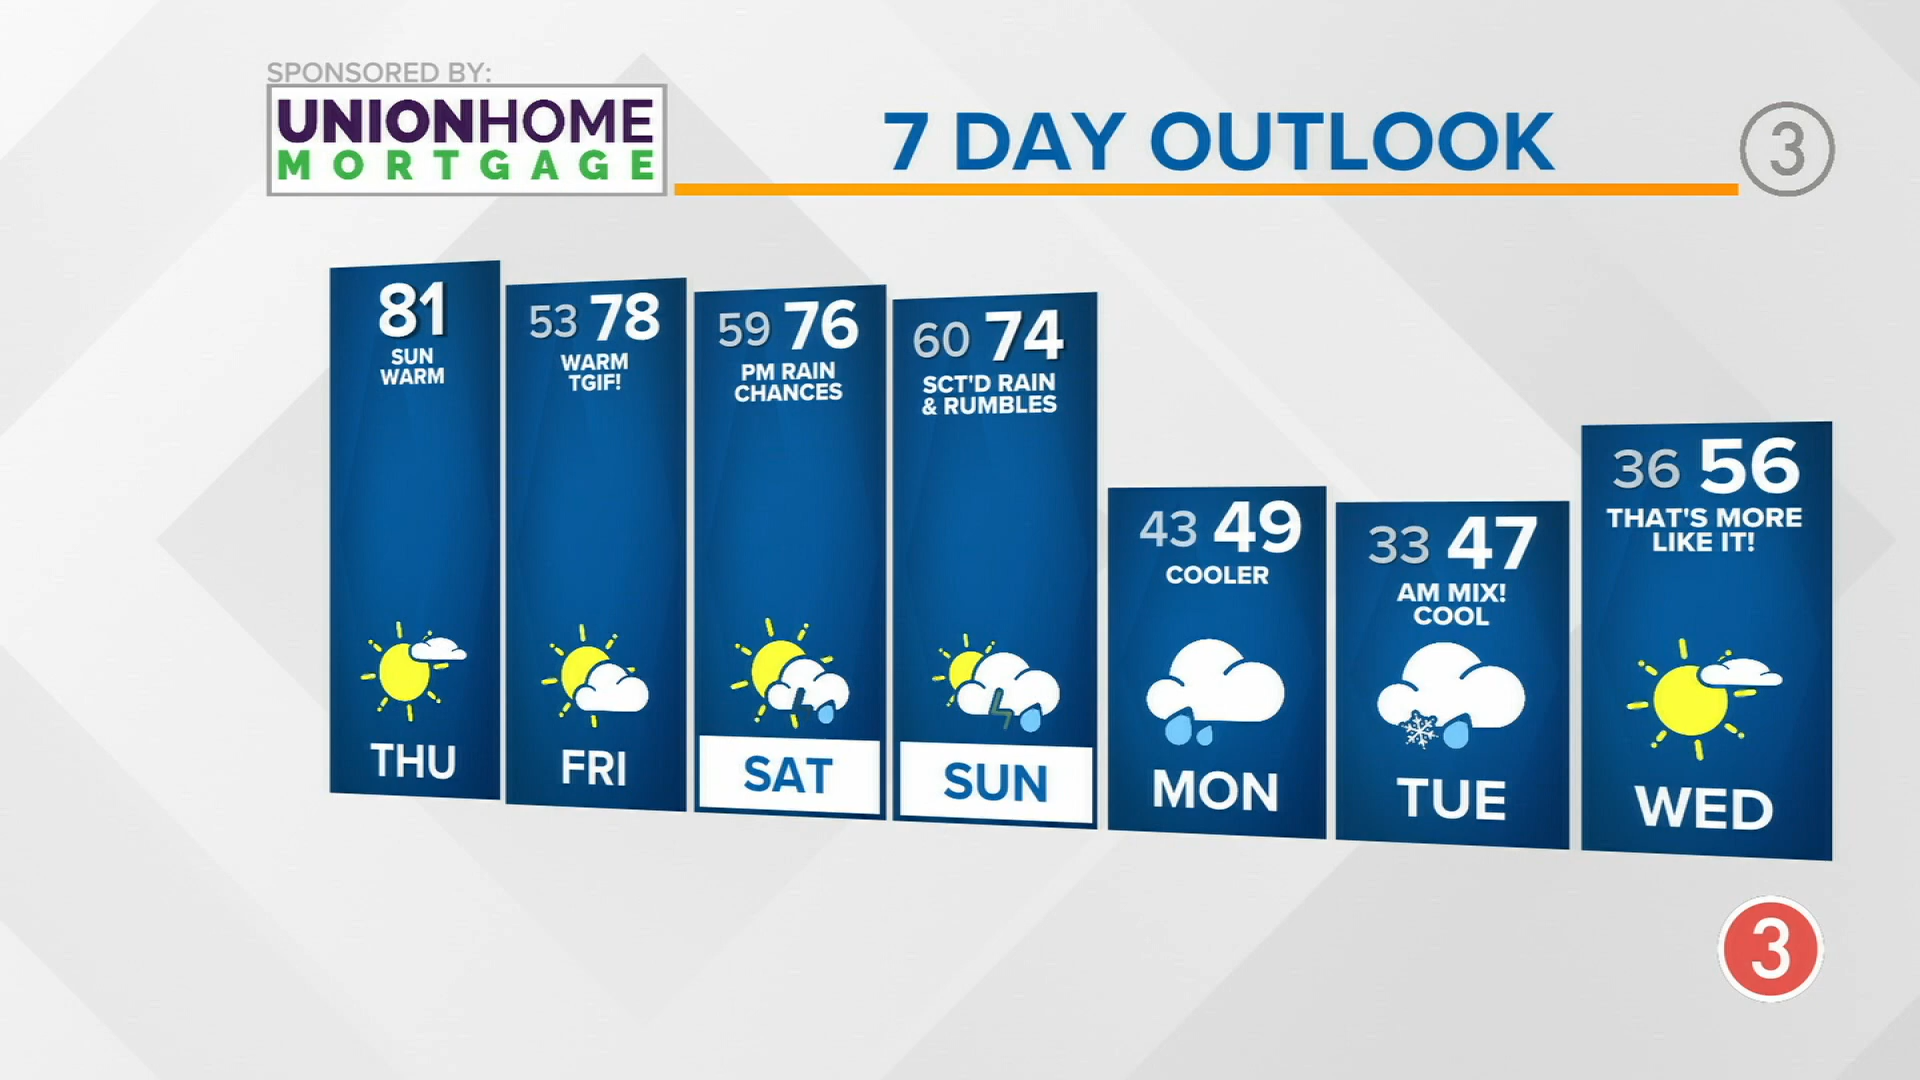 SPONSORED BY:
UNIONHOME
MORTGAGE
7 DAY OUTLOOK
3
81
SUN
WARM
THU
53 78
WARM
TGIF!
FRI
59 76
PM RAIN
CHANCES
SAT
60 74
SCT'D RAIN
& RUMBLES
SUN
43 49
COOLER
MON
33 47
AM MIX!
COOL
TUE
36 56
THAT'S MORE
LIKE IT!
WED
3